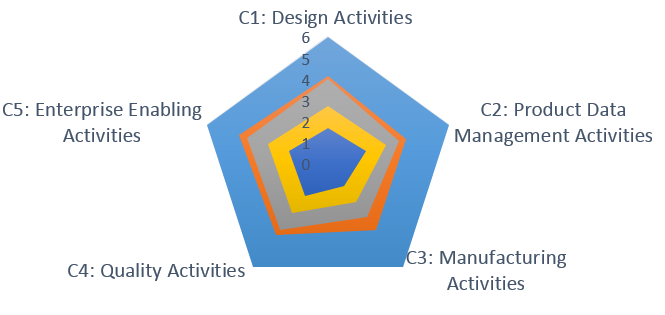 C1: Design Activities
6
5
4
3
2
1
0
C5: Enterprise Enabling
Activities
C2: Product Data
Management Activities
C4: Quality Activities
C3: Manufacturing
Activities